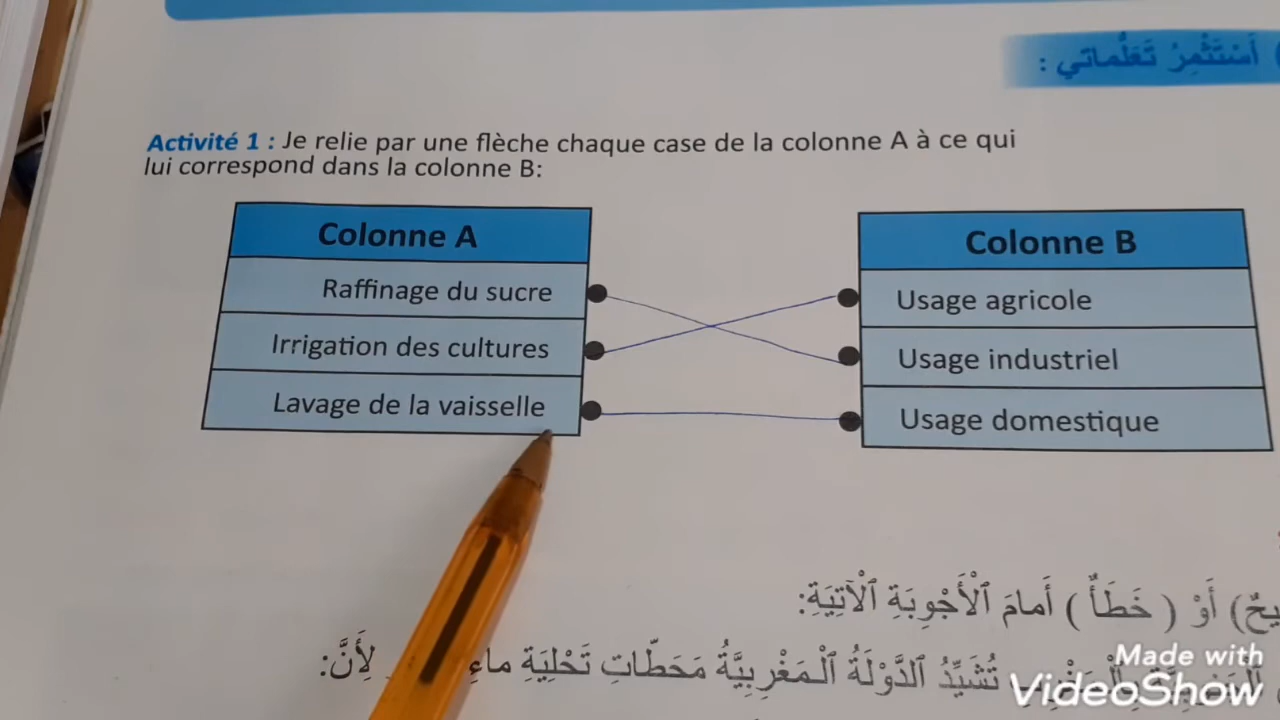 أَسْتَثْمِرُ تَعَلُّماتي :
Activité 1 : Je relie par une flèche chaque case de la colonne A à ce qui
lui correspond dans la colonne B:
Colonne A
Raffinage du sucre
Irrigation des cultures
Lavage de la vaisselle
Colonne B
Usage agricole
Usage industriel
Usage domestique
أَوْ ( خَطَأٌ ) أَمامَ ٱلْأَجْوِبَةِ ٱلْآتِيَةِ:
تُشَيِّدُ ٱلدَّوْلَةُ ٱلْمَغْرِبِيَّةُ مَحَطّاتِ تَحْلِيَةِ ماءِ لِأَنَّ:
Made with
VideoShow